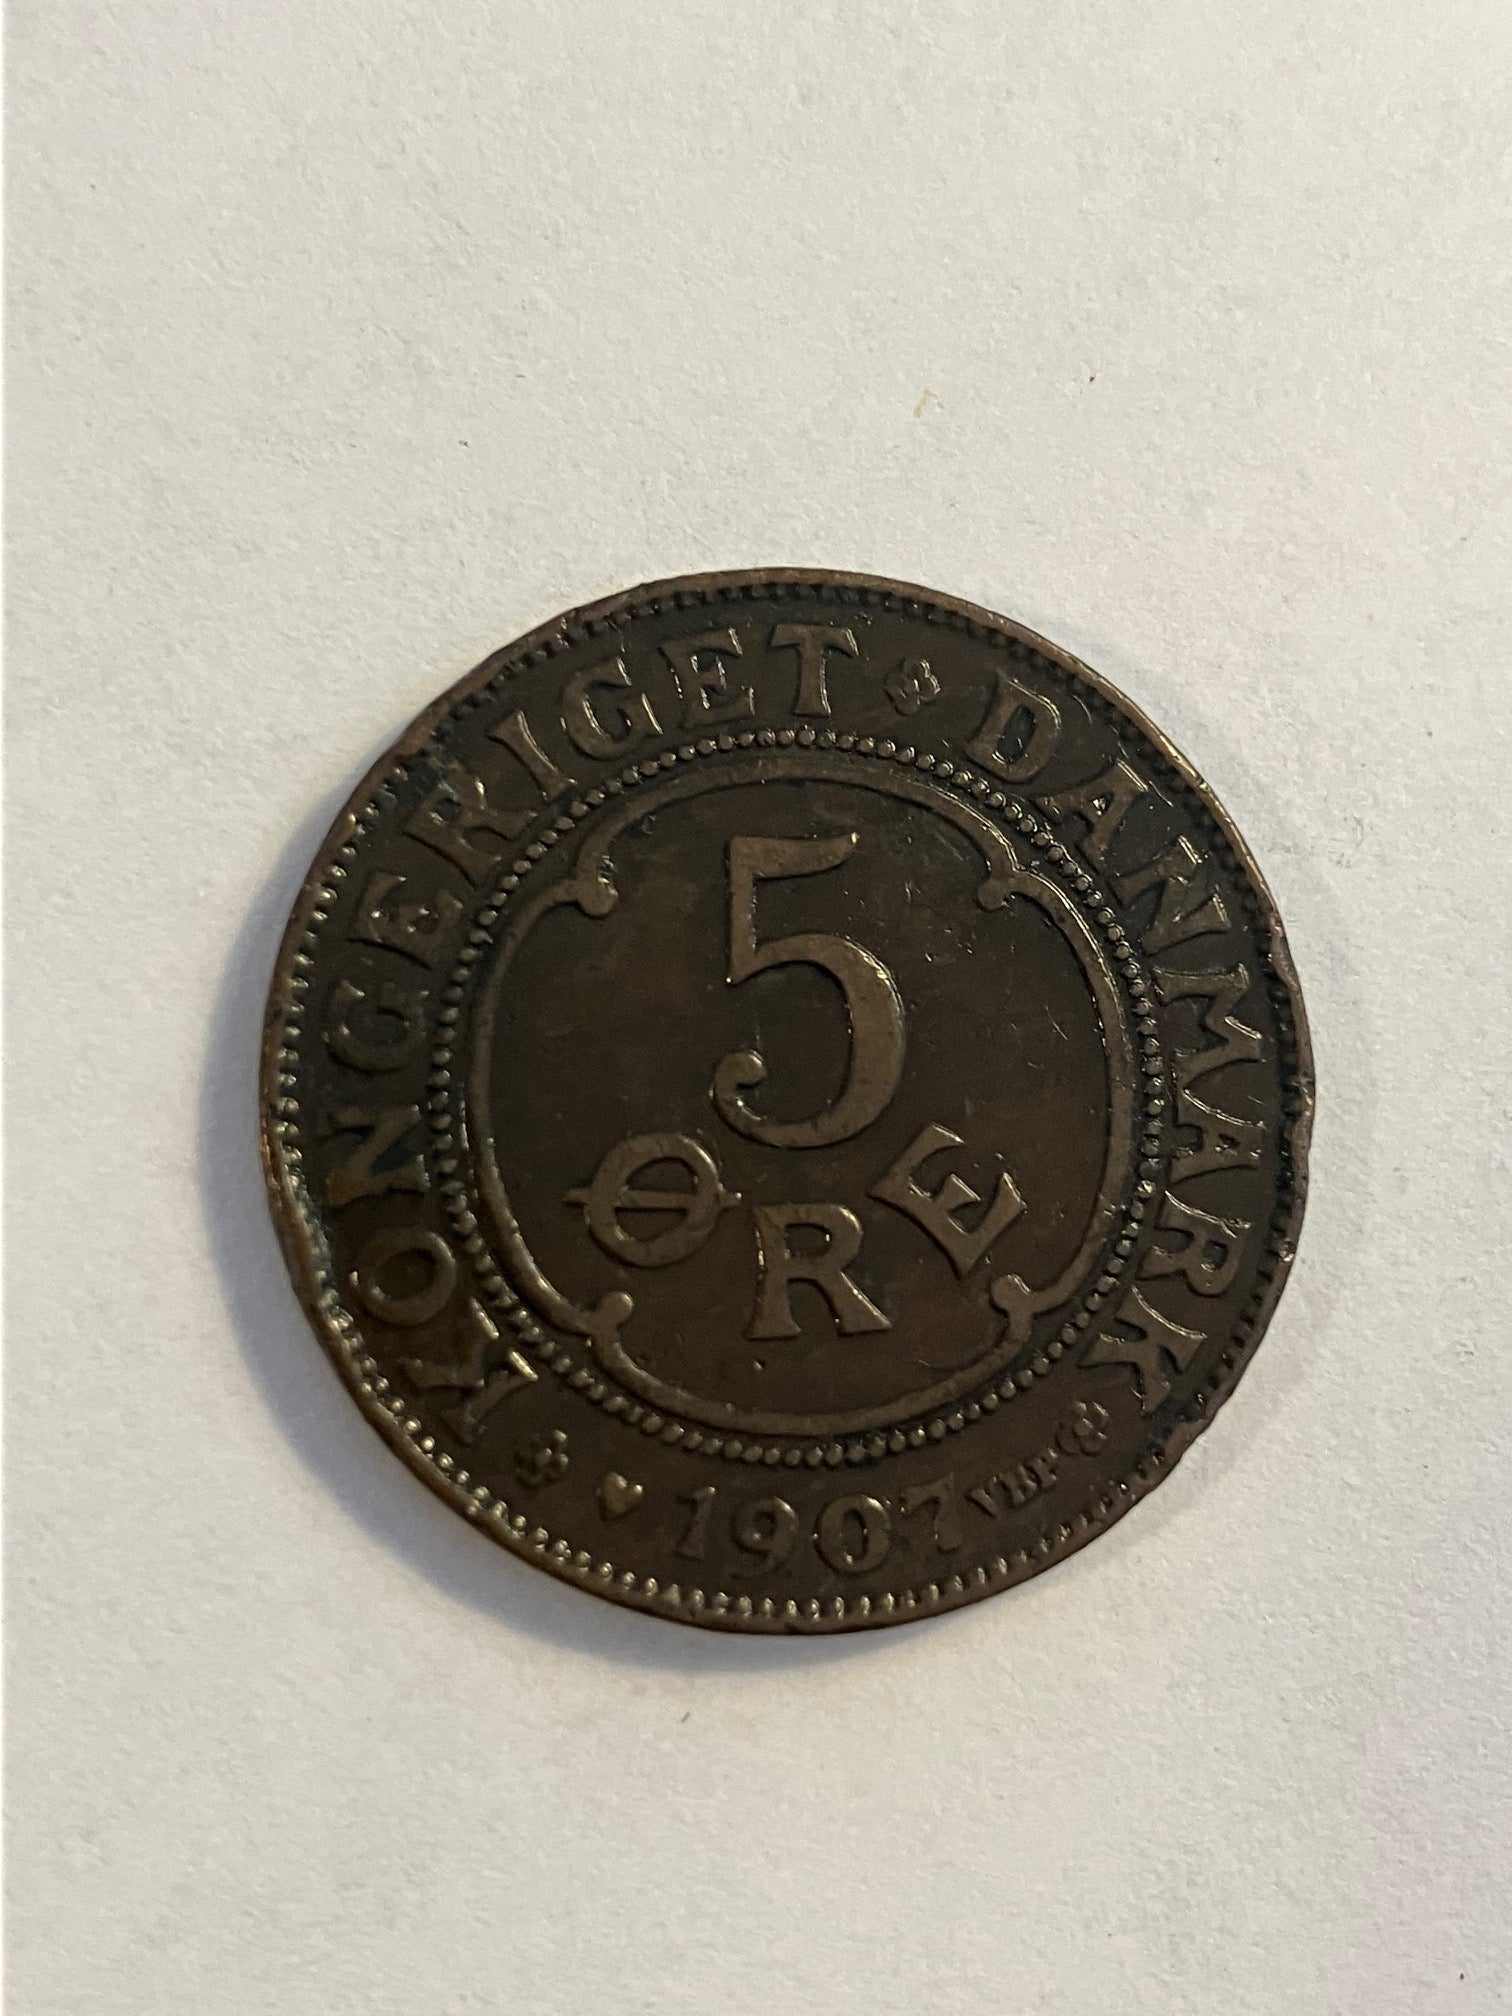 KONGERIGET DANMARK
5
ØRE
1907 VBP